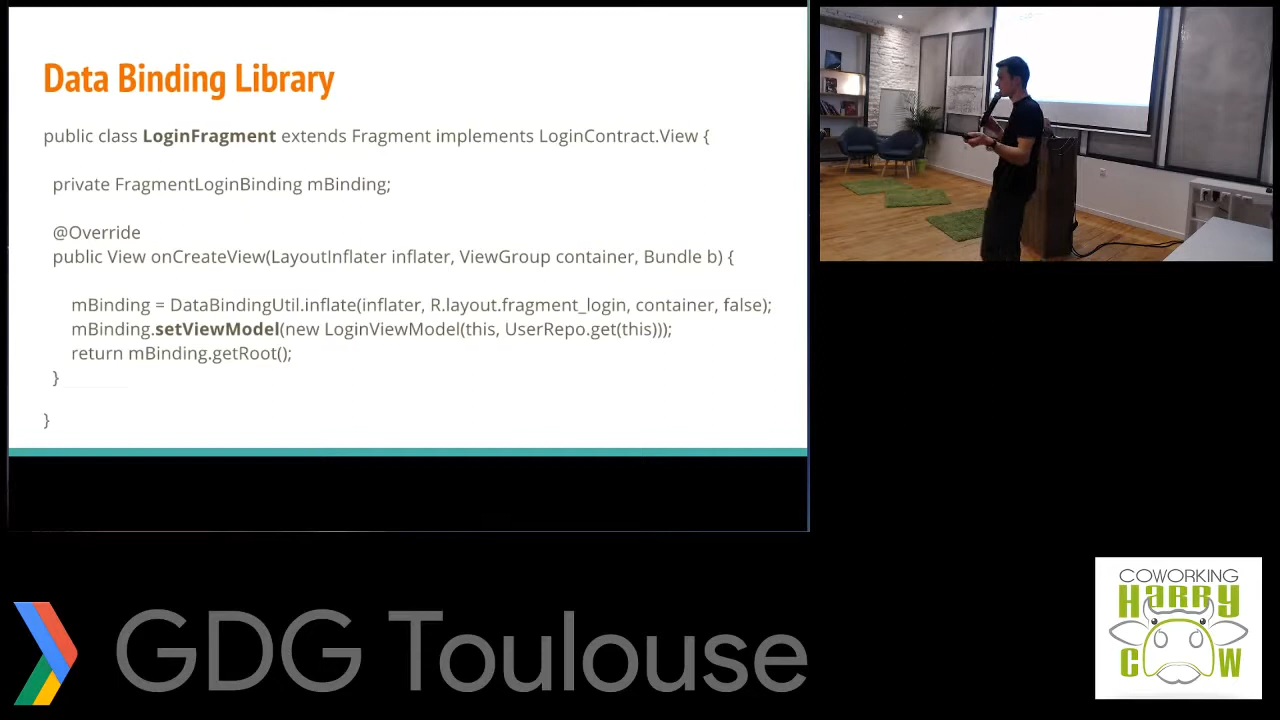 Data Binding Library
public class LoginFragment extends Fragment implements LoginContract.View {
private FragmentLoginBinding mBinding;
@Override
public View onCreateView(LayoutInflater inflater, ViewGroup container, Bundle b) {
mBinding = DataBindingUtil.inflate(inflater, R.layout.fragment_login, container, false);
mBinding.setViewModel(new LoginViewModel(this, UserRepo.get(this)));
return mBinding.getRoot();
}
}
GDG Toulouse
COWORKING
HARRY
COW